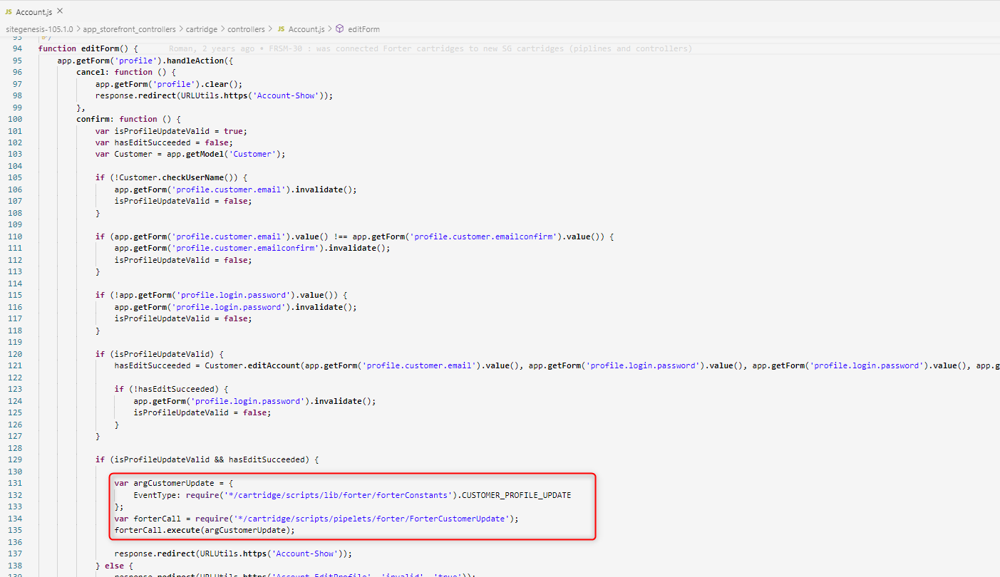 JS Account.js ×
sitegenesis-105.1.0 > app_storefront_controllers > cartridge > controllers > JS Account.js > editForm
93 */
94 function editForm() { Roman, 2 years ago • FRSM-30 : was connected Forter cartridges to new SG cartridges (piplines and controllers)
95 app.getForm('profile').handleAction({
96 cancel: function () {
97 app.getForm('profile').clear();
98 response.redirect(URLUtils.https('Account-Show'));
99 },
100 confirm: function () {
101 var isProfileUpdateValid = true;
102 var hasEditSucceeded = false;
103 var Customer = app.getModel('Customer');
104
105 if (!Customer.checkUserName()) {
106 app.getForm('profile.customer.email').invalidate();
107 isProfileUpdateValid = false;
108 }
109
110 if (app.getForm('profile.customer.email').value() !== app.getForm('profile.customer.emailconfirm').value()) {
111 app.getForm('profile.customer.emailconfirm').invalidate();
112 isProfileUpdateValid = false;
113 }
114
115 if (!app.getForm('profile.login.password').value()) {
116 app.getForm('profile.login.password').invalidate();
117 isProfileUpdateValid = false;
118 }
119
120 if (isProfileUpdateValid) {
121 hasEditSucceeded = Customer.editAccount(app.getForm('profile.customer.email').value(), app.getForm('profile.login.password').value(), app.getForm('profile.login.password').value(), app.g
122
123 if (!hasEditSucceeded) {
124 app.getForm('profile.login.password').invalidate();
125 isProfileUpdateValid = false;
126 }
127 }
128
129 if (isProfileUpdateValid && hasEditSucceeded) {
130
131 var argCustomerUpdate = {
132 EventType: require('*/cartridge/scripts/lib/forter/forterConstants').CUSTOMER_PROFILE_UPDATE
133 };
134 var forterCall = require('*/cartridge/scripts/pipelets/forter/ForterCustomerUpdate');
135 forterCall.execute(argCustomerUpdate);
136
137 response.redirect(URLUtils.https('Account-Show'));
138 } else {
139 response.redirect(URLUtils.https('Account-EditProfile', 'invalid', 'true'));